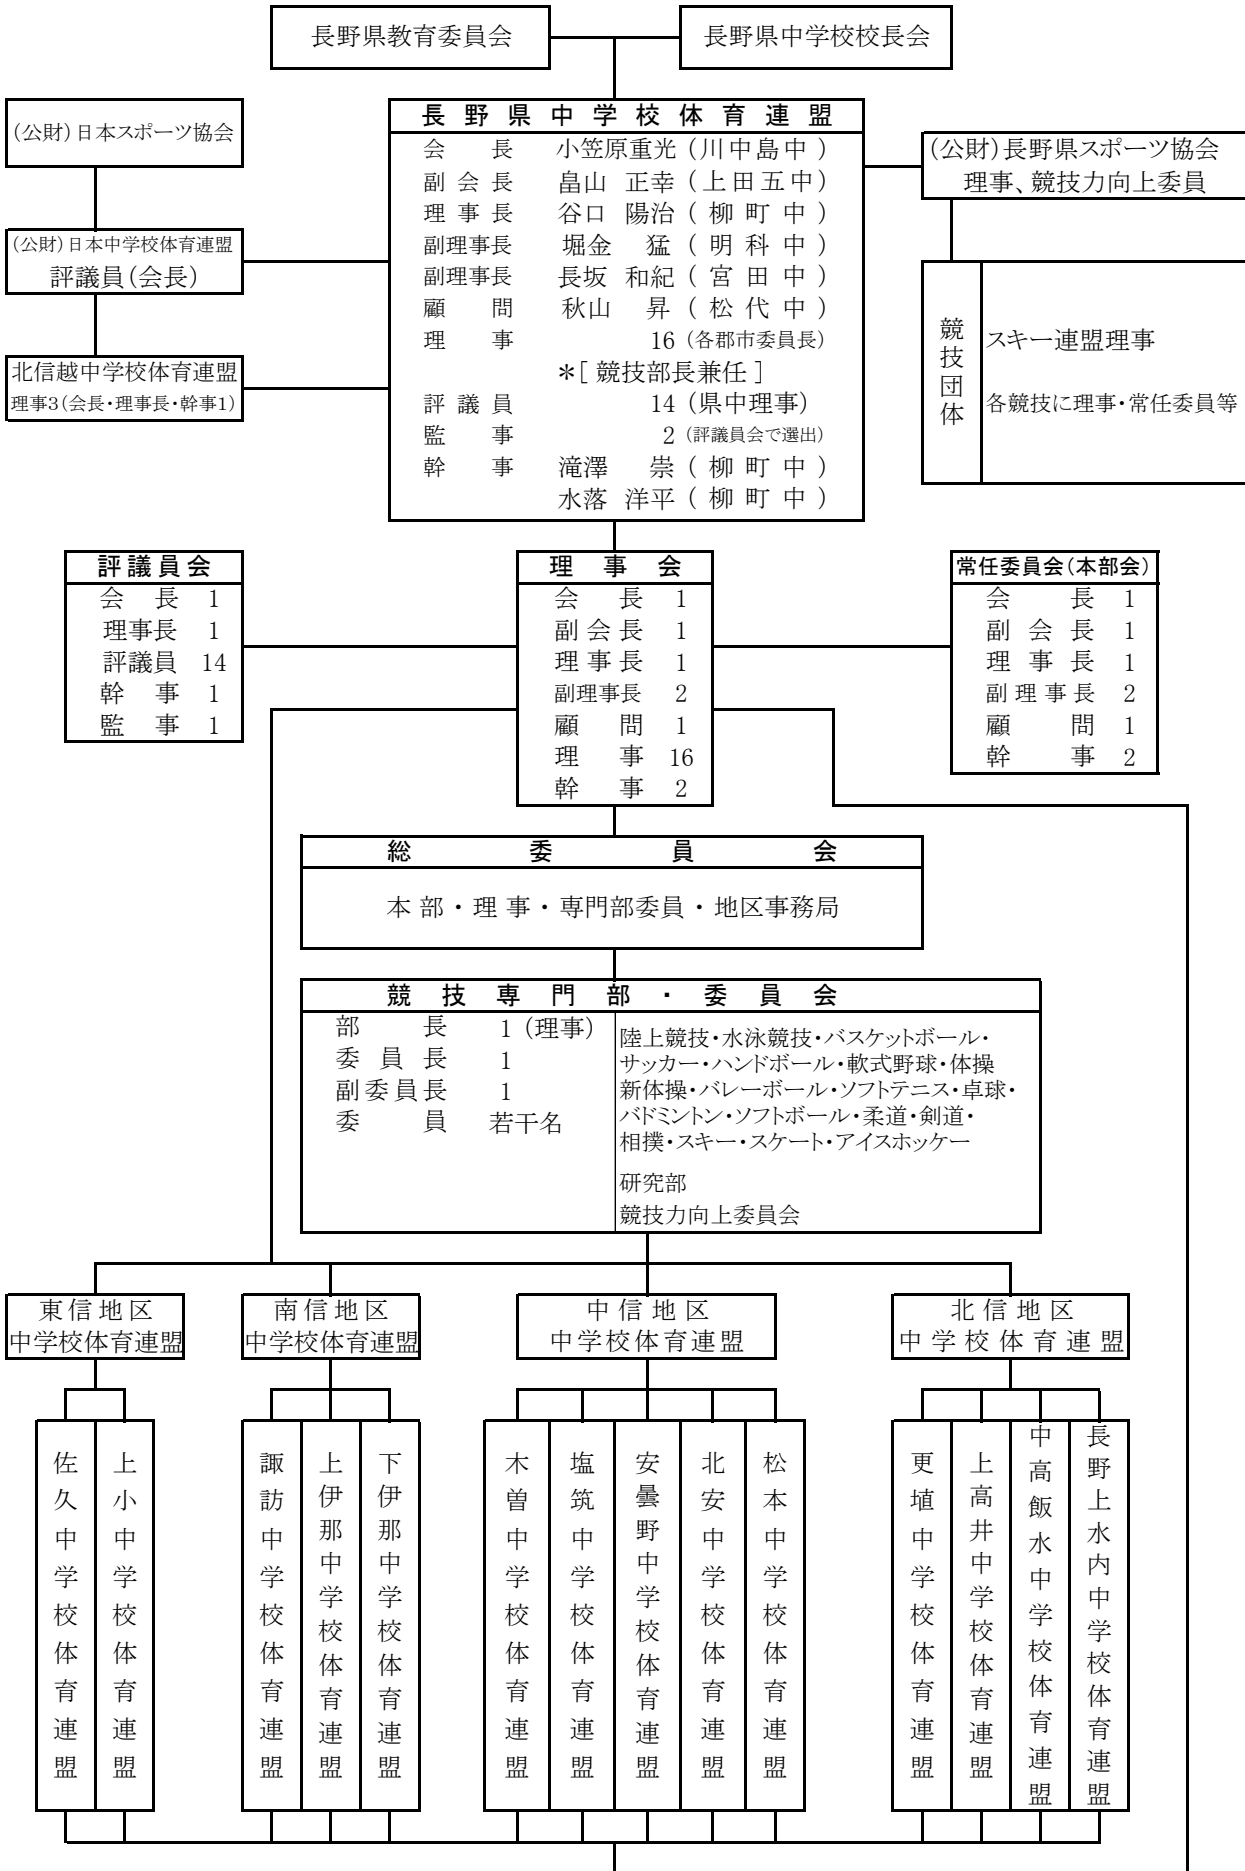 長野県教育委員会
長野県中学校校長会
(公財)日本スポーツ協会
(公財)日本中学校体育連盟
評議員(会長)
北信越中学校体育連盟
理事3(会長・理事長・幹事1)
長野県中学校体育連盟
会長 小笠原重光(川中島中)
副会長 畠山 正幸(上田五中)
理事長 谷口 陽治(柳町中)
副理事長 堀金 猛(明科中)
副理事長 長坂 和紀(宮田中)
顧問 秋山 昇(松代中)
理事 16(各郡市委員長)
*[競技部長兼任]
評議員 14(県中理事)
監事 2(評議員会で選出)
幹事 滝澤 崇(柳町中)
水落 洋平(柳町中)
(公財)長野県スポーツ協会
理事、競技力向上委員
競技団体
スキー連盟理事
各競技に理事・常任委員等
評議員会
会長 1
理事長 1
評議員 14
幹事 1
監事 1
理事会
会長 1
副会長 1
理事長 1
副理事長 2
顧問 1
理事 16
幹事 2
常任委員会(本部会)
会長 1
副会長 1
理事長 1
副理事長 2
顧問 1
幹事 2
総委員会
本部・理事・専門部委員・地区事務局
競技専門部・委員会
部長 1(理事)
委員長 1
副委員長 1
委員 若干名
陸上競技・水泳競技・バスケットボール・
サッカー・ハンドボール・軟式野球・体操
新体操・バレーボール・ソフトテニス・卓球・
バドミントン・ソフトボール・柔道・剣道・
相撲・スキー・スケート・アイスホッケー
研究部
競技力向上委員会
東信地区
中学校体育連盟
南信地区
中学校体育連盟
中信地区
中学校体育連盟
北信地区
中学校体育連盟
佐久中学校体育連盟
上小中学校体育連盟
諏訪中学校体育連盟
上伊那中学校体育連盟
下伊那中学校体育連盟
木曽中学校体育連盟
塩筑中学校体育連盟
安曇野中学校体育連盟
北安中学校体育連盟
松本中学校体育連盟
更埴中学校体育連盟
上高井中学校体育連盟
中高飯水中学校体育連盟
長野上水内中学校体育連盟